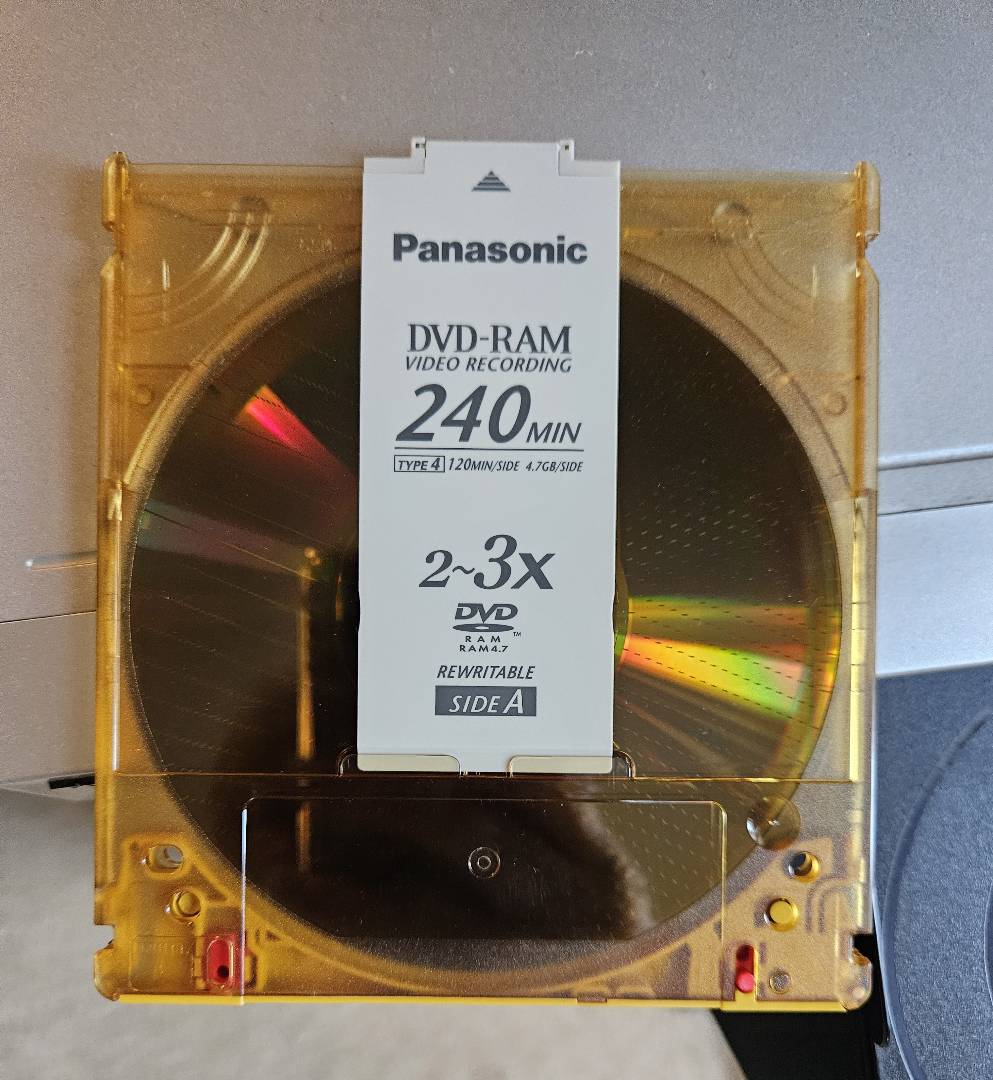 Panasonic
DVD-RAM
VIDEO RECORDING
240MIN
TYPE 4 120MIN/SIDE 4.7GB/SIDE
2~3X
DVD
RAM
TM
RAM4.7
REWRITABLE
SIDE A